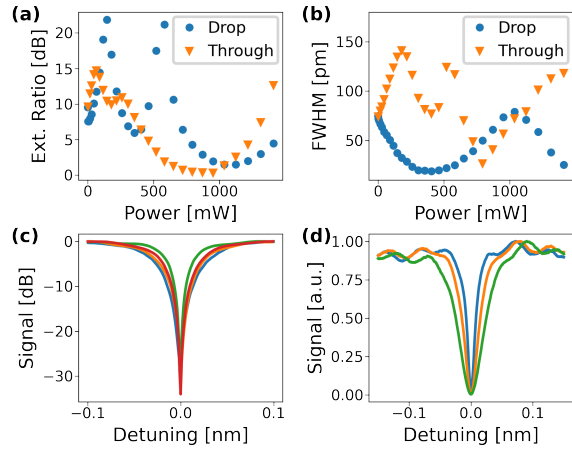 (a)
Ext. Ratio [dB]
20
15
10
5
0
0
500
1000
Power [mW]
Drop
Through
(b)
FWHM [pm]
150
100
50
0
500
1000
Power [mW]
Drop
Through
(c)
Signal [dB]
0
−10
−20
−30
−0.1
0.0
0.1
Detuning [nm]
(d)
Signal [a.u.]
1.00
0.75
0.50
0.25
0.00
−0.1
0.0
0.1
Detuning [nm]